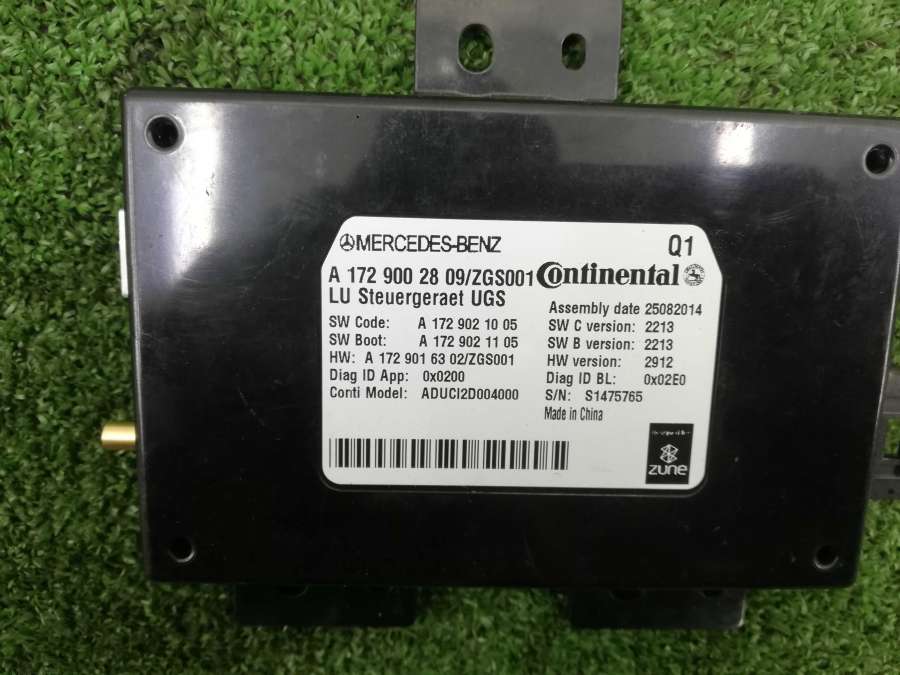 MERCEDES-BENZ
Q1
A 172 900 28 09/ZGS001
Continental
LU Steuergeraet UGS
Assembly date 25082014
SW Code: A 172 902 10 05
SW C version: 2213
SW Boot: A 172 902 11 05
SW B version: 2213
HW: A 172 901 63 02/ZGS001
HW version: 2912
Diag ID App: 0x0200
Diag ID BL: 0x02E0
Conti Model: ADUCI2D004000
S/N: S1475765
Made in China
zune